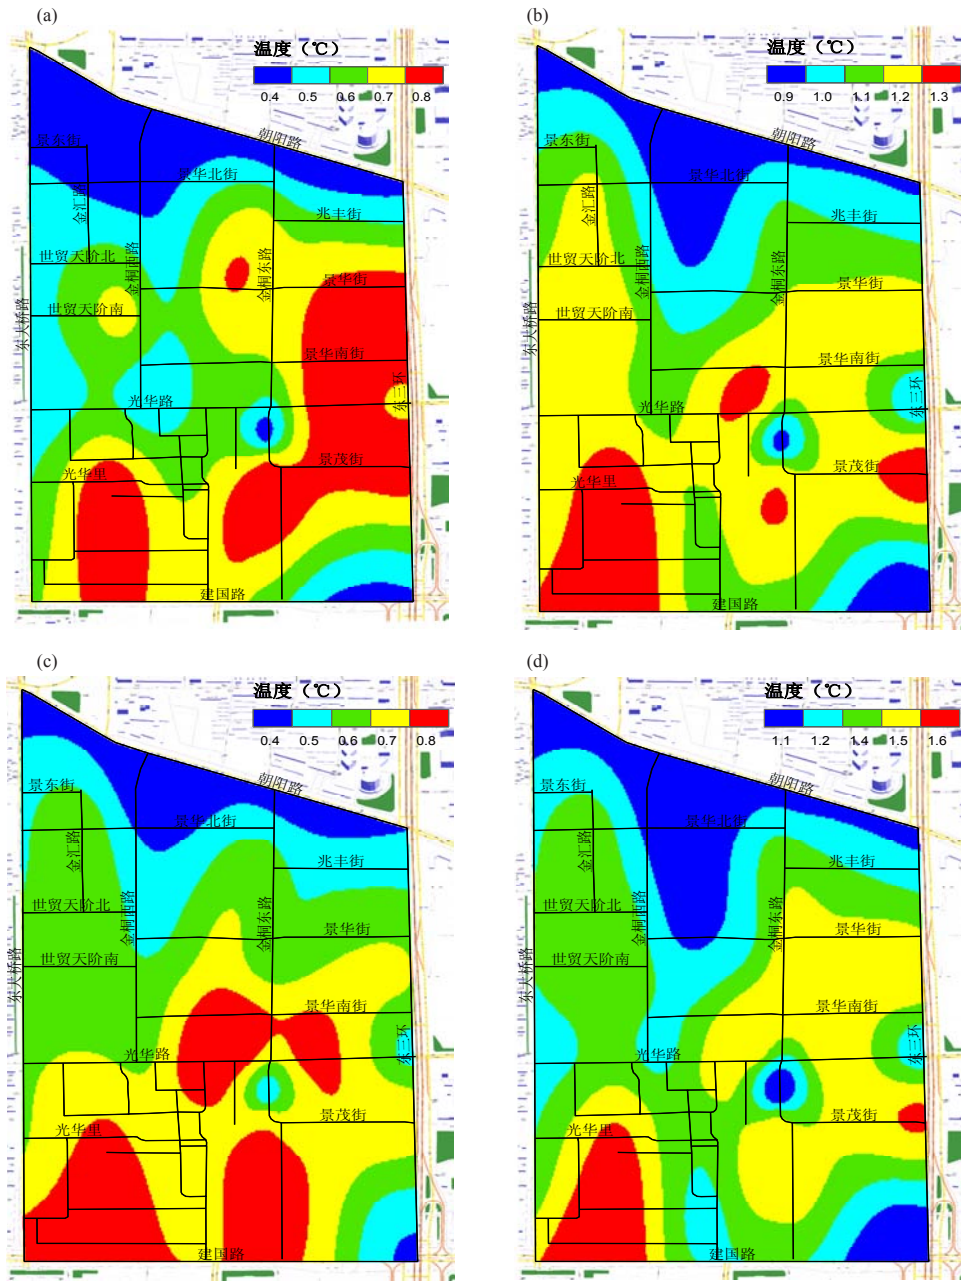 (a)
温度（℃）
0.4 0.5 0.6 0.7 0.8
朝阳路
景东街
景华北街
金汇路
兆丰街
世贸天阶北
金桐西路
金桐东路
景华街
世贸天阶南
东大桥路
景华南街
东三环
光华路
景茂街
光华里
建国路
(b)
温度（℃）
0.9 1.0 1.1 1.2 1.3
朝阳路
景东街
景华北街
金汇路
兆丰街
世贸天阶北
金桐西路
金桐东路
景华街
世贸天阶南
东大桥路
景华南街
东三环
光华路
景茂街
光华里
建国路
(c)
温度（℃）
0.4 0.5 0.6 0.7 0.8
朝阳路
景东街
景华北街
金汇路
兆丰街
世贸天阶北
金桐西路
金桐东路
景华街
世贸天阶南
东大桥路
景华南街
东三环
光华路
景茂街
光华里
建国路
(d)
温度（℃）
1.1 1.2 1.4 1.5 1.6
朝阳路
景东街
景华北街
金汇路
兆丰街
世贸天阶北
金桐西路
金桐东路
景华街
世贸天阶南
东大桥路
景华南街
东三环
光华路
景茂街
光华里
建国路